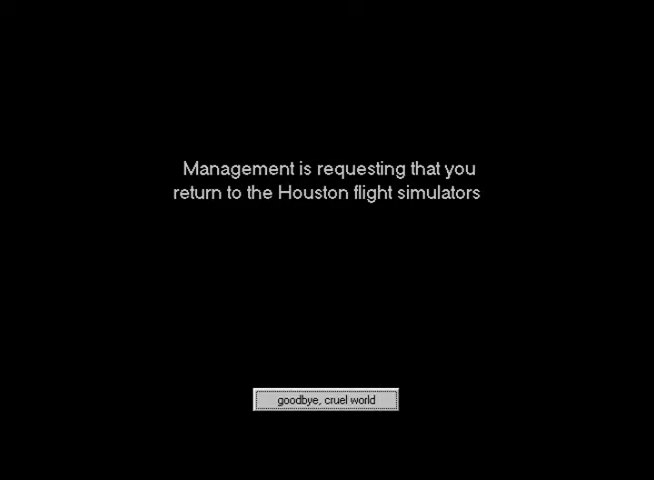 Management is requesting that you
return to the Houston flight simulators
goodbye, cruel world